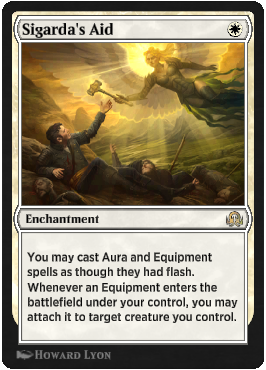 Sigarda's Aid
Enchantment
You may cast Aura and Equipment
spells as though they had flash.
Whenever an Equipment enters the
battlefield under your control, you may
attach it to target creature you control.
Howard Lyon